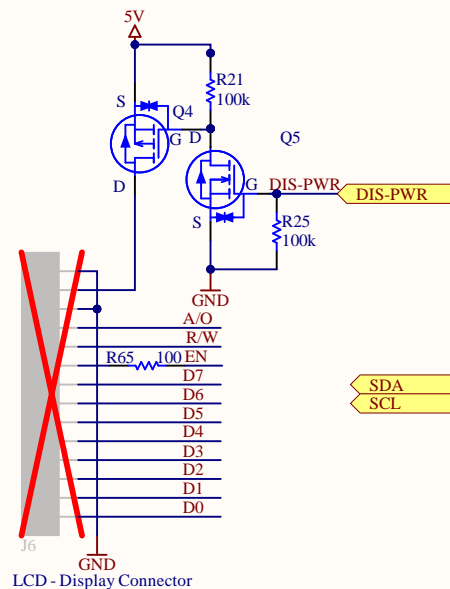 5V
R21
100k
S
Q4
G
D
Q5
D
DIS-PWR
G
DIS-PWR
S
R25
100k
GND
A/O
R/W
R65
100
EN
D7
D6
D5
D4
D3
D2
D1
D0
SDA
SCL
J6
GND
LCD - Display Connector